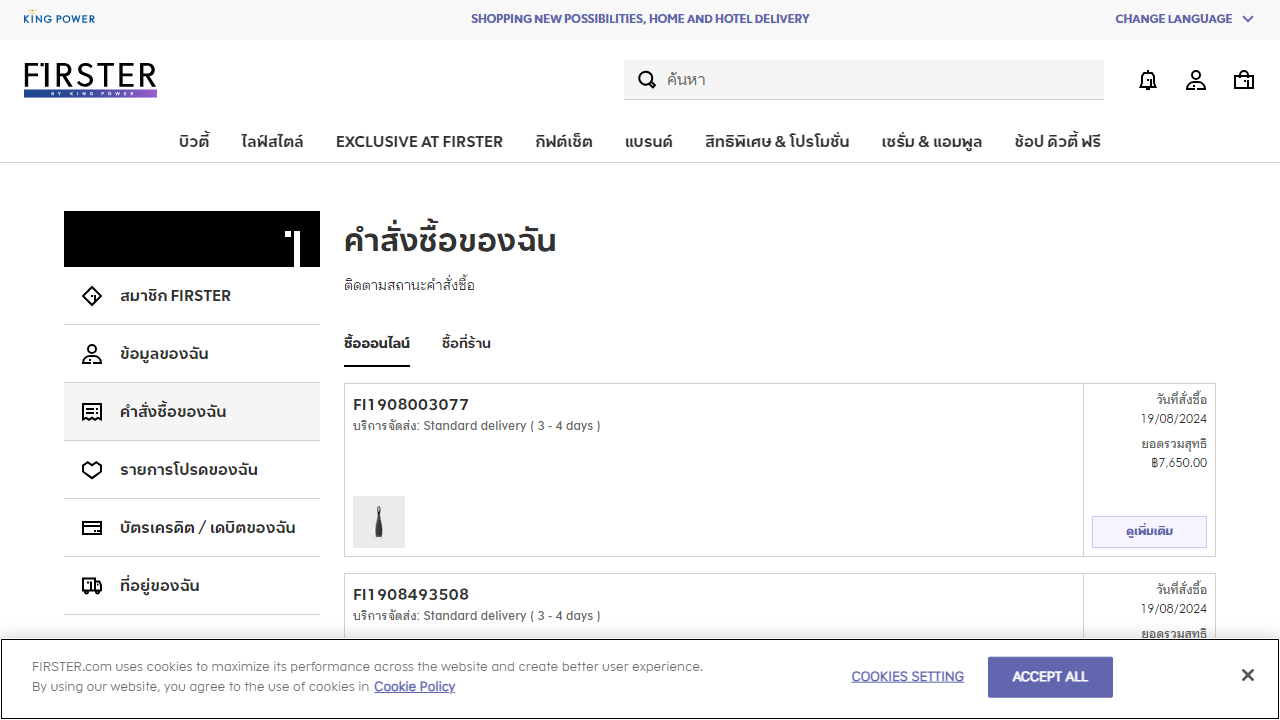 KING POWER
SHOPPING NEW POSSIBILITIES, HOME AND HOTEL DELIVERY
CHANGE LANGUAGE
FIRSTER
BY KING POWER
ค้นหา
บิวตี้
ไลฟ์สไตล์
EXCLUSIVE AT FIRSTER
กิฟต์เซ็ต
แบรนด์
สิทธิพิเศษ & โปรโมชั่น
เซรั่ม & แอมพูล
ช้อป ดิวตี้ ฟรี
สมาชิก FIRSTER
ข้อมูลของฉัน
คำสั่งซื้อของฉัน
รายการโปรดของฉัน
บัตรเครดิต / เดบิตของฉัน
ที่อยู่ของฉัน
คำสั่งซื้อของฉัน
ติดตามสถานะคำสั่งซื้อ
ซื้อออนไลน์
ซื้อที่ร้าน
FI1908003077
บริการจัดส่ง: Standard delivery ( 3 - 4 days )
วันที่สั่งซื้อ
19/08/2024
ยอดรวมสุทธิ
฿7,650.00
ดูเพิ่มเติม
FI1908493508
บริการจัดส่ง: Standard delivery ( 3 - 4 days )
วันที่สั่งซื้อ
19/08/2024
ยอดรวมสุทธิ
FIRSTER.com uses cookies to maximize its performance across the website and create better user experience.
By using our website, you agree to the use of cookies in Cookie Policy
COOKIES SETTING
ACCEPT ALL